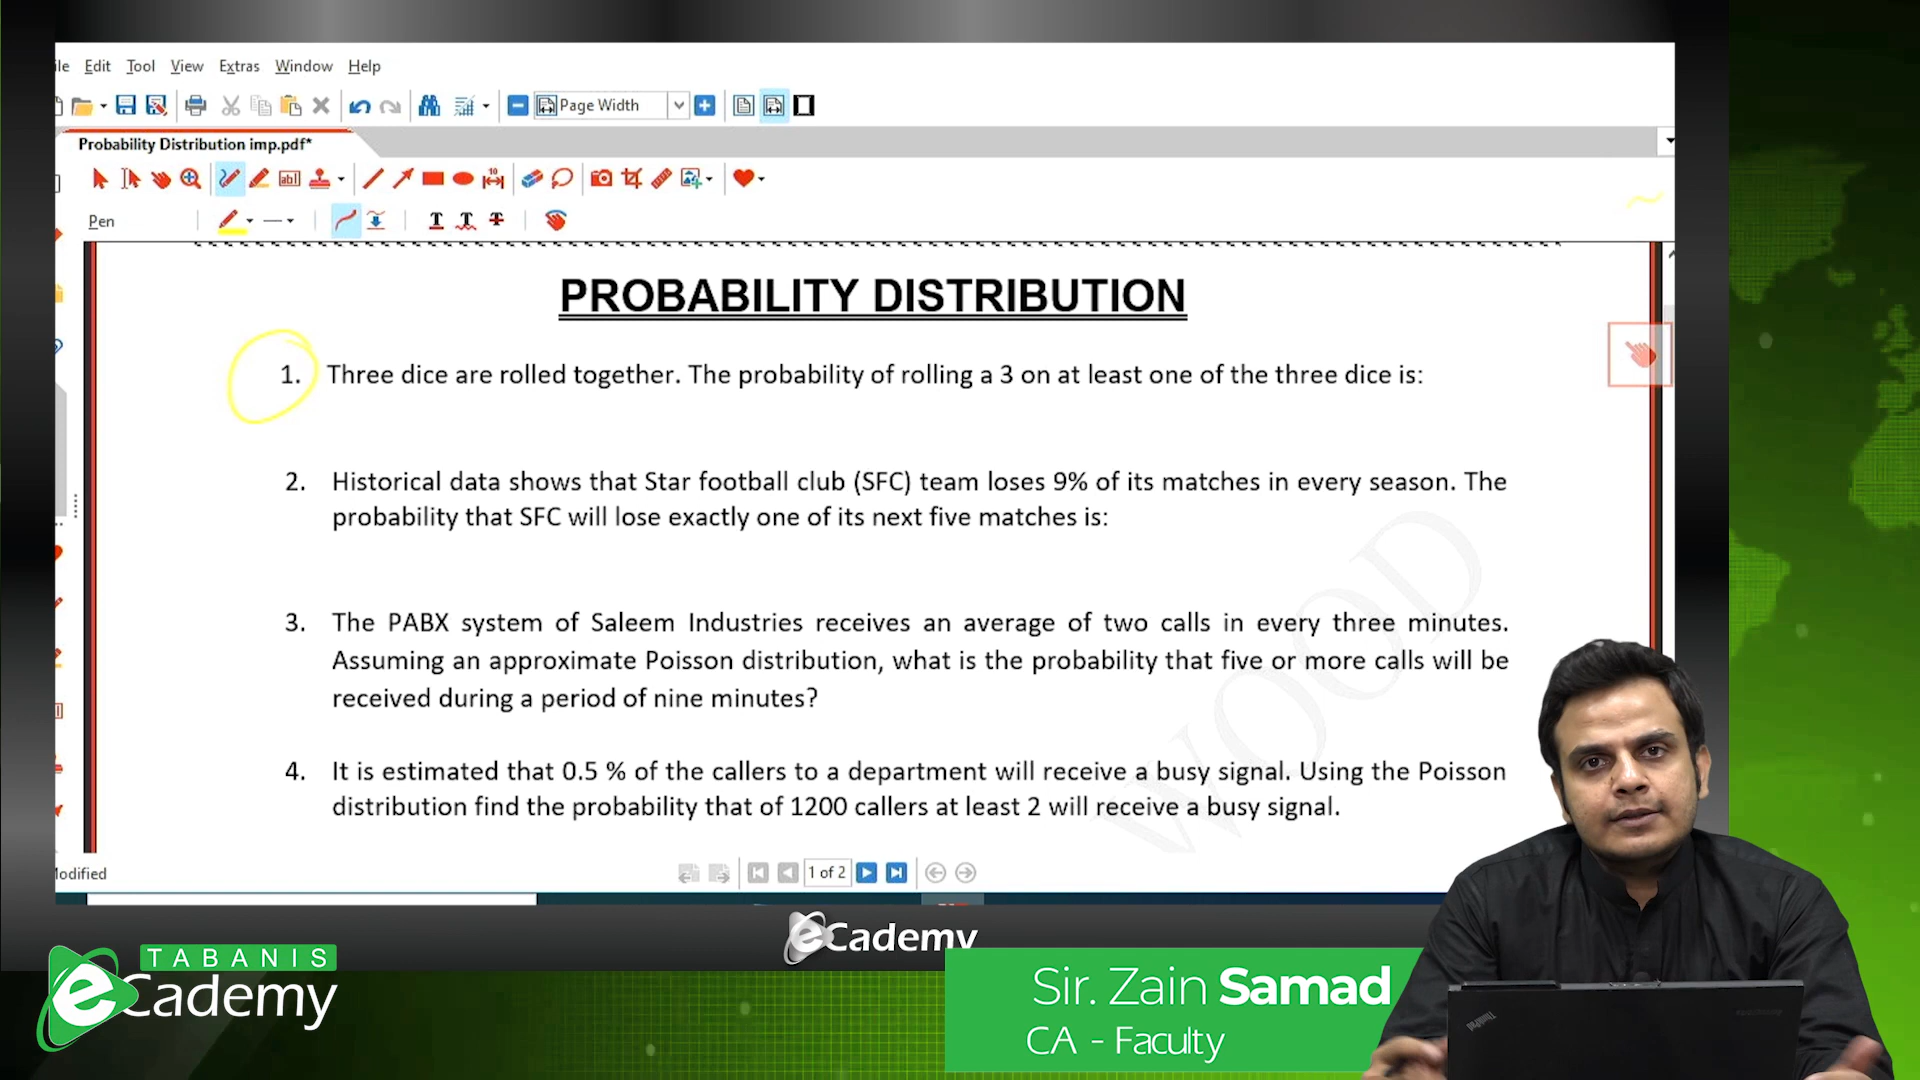 ile Edit Tool View Extras Window Help
Page Width
Probability Distribution imp.pdf*
Pen
PROBABILITY DISTRIBUTION
1. Three dice are rolled together. The probability of rolling a 3 on at least one of the three dice is:
2. Historical data shows that Star football club (SFC) team loses 9% of its matches in every season. The
probability that SFC will lose exactly one of its next five matches is:
3. The PABX system of Saleem Industries receives an average of two calls in every three minutes.
Assuming an approximate Poisson distribution, what is the probability that five or more calls will be
received during a period of nine minutes?
4. It is estimated that 0.5 % of the callers to a department will receive a busy signal. Using the Poisson
distribution find the probability that of 1200 callers at least 2 will receive a busy signal.
WOOD
Modified
1 of 2
eCademy
TABANIS
eCademy
Sir. Zain Samad
CA - Faculty
ThinkPad